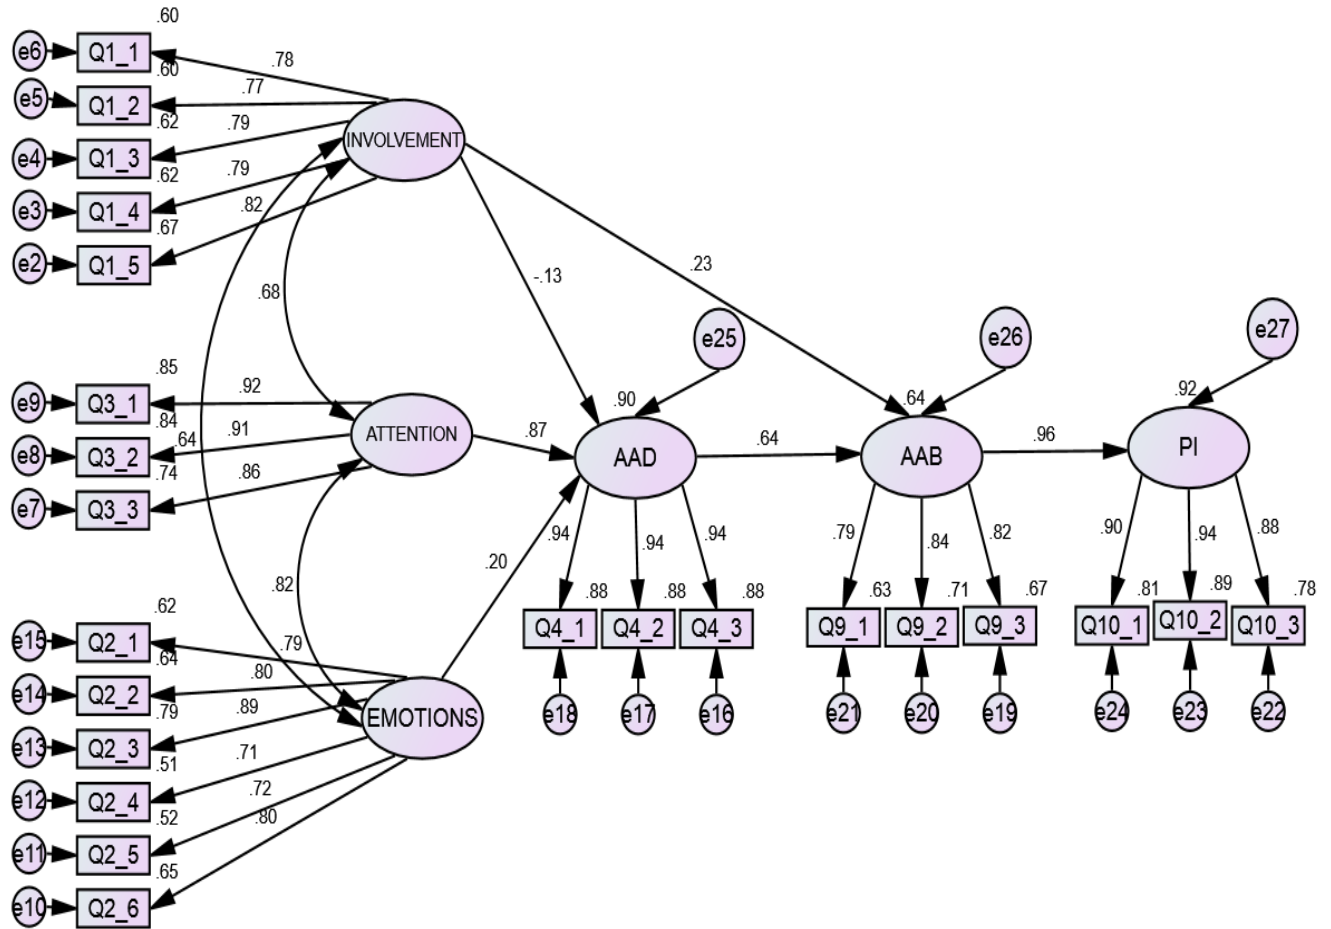 .60
e6 Q1_1 .78
.60
e5 Q1_2 .77
.62
e4 Q1_3 .79
INVOLVEMENT
.62
e3 Q1_4 .79
.67
e2 Q1_5 .82
.68
-.13
.23
e25
e26
e27
.85
e9 Q3_1 .92
.84
e8 Q3_2 .91
.64
.74
e7 Q3_3 .86
ATTENTION
.87
.90
AAD
.64
.64
AAB
.96
.92
PI
.82
.20
.94
.94
.94
.79
.84
.82
.90
.94
.88
.88
.88
.88
.63
.71
.67
.81
.89
.78
Q4_1 Q4_2 Q4_3 Q9_1 Q9_2 Q9_3 Q10_1 Q10_2 Q10_3
e18 e17 e16 e21 e20 e19 e24 e23 e22
.62
e15 Q2_1 .79
.64
e14 Q2_2 .80
.79
e13 Q2_3 .89
EMOTIONS
.51
e12 Q2_4 .71
.52
e11 Q2_5 .72
.65
e10 Q2_6 .80